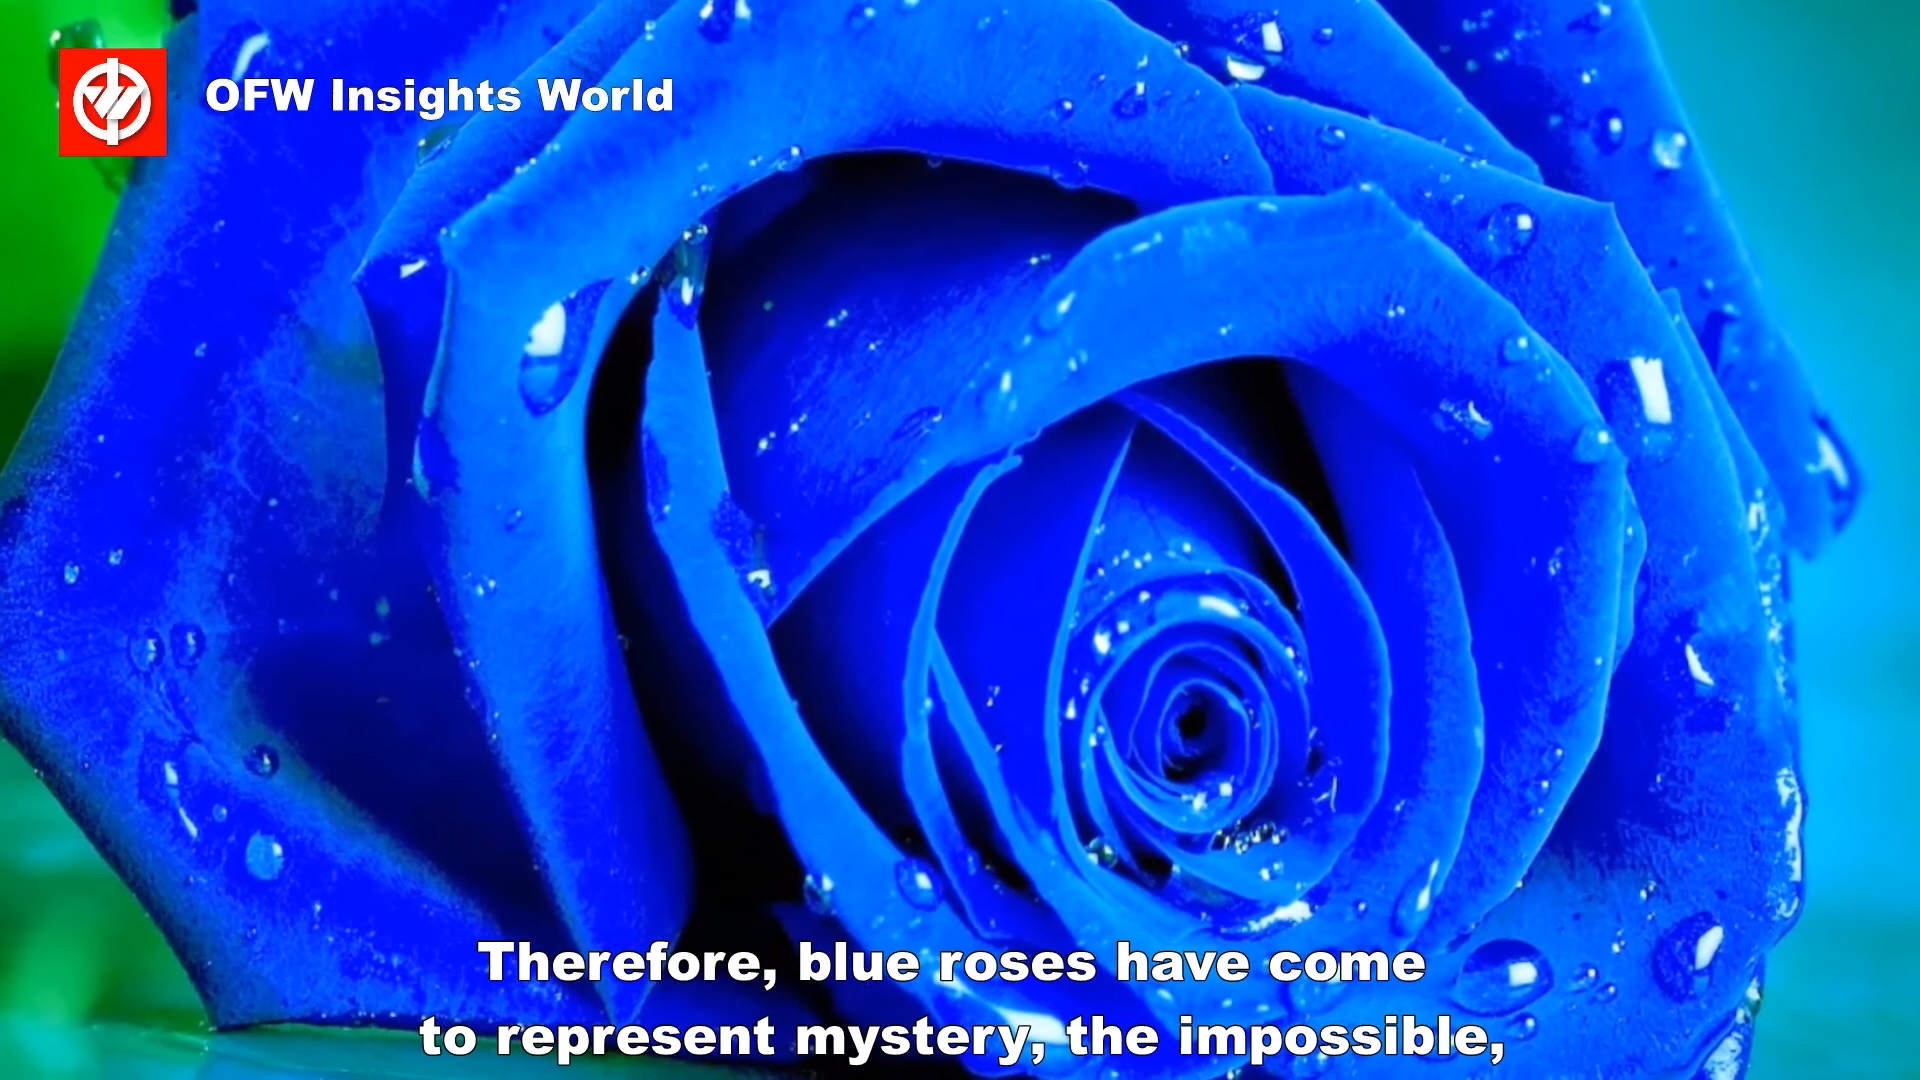 OFW Insights World
Therefore, blue roses have come
to represent mystery, the impossible,